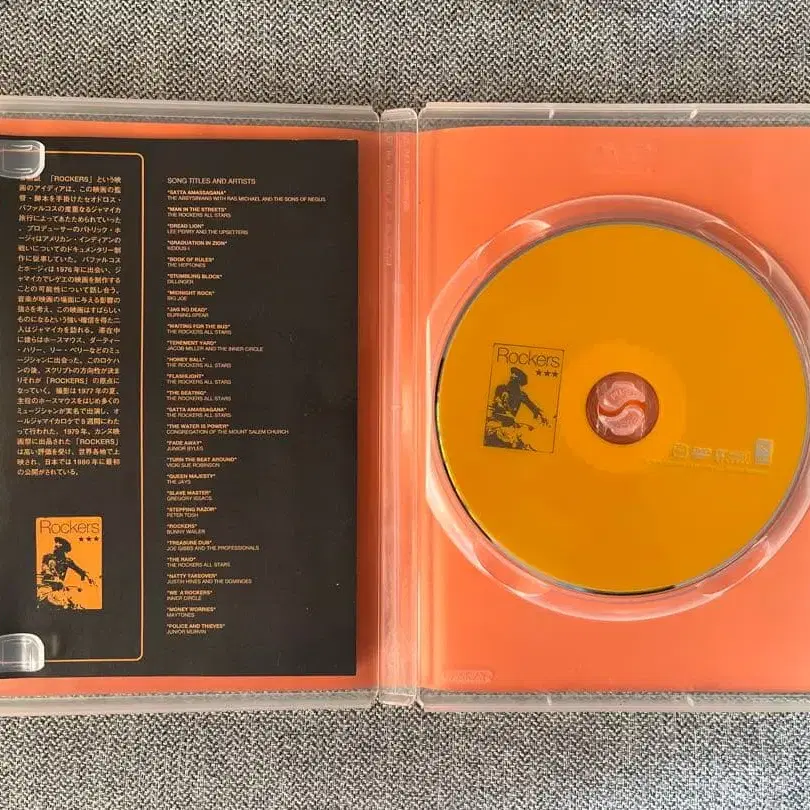 「ROCKERS」という映
画のアイディアは、この映画の監
督・脚本を手掛けたセオドロス・
バファルコスの度重なるジャマイカ
旅行によってあたためられていった
。プロデューサーのパトリック・ホ
ージィはアメリカン・インディアンの
戦いについてのドキュメンタリー制
作に従事していた。バファルコス
とホージィは1976年に出会い、ジ
ャマイカでレゲエの映画を制作する
ことの可能性について話し合う。
音楽が映画の場面に与える影響の
強さを考え、この映画はすばらしい
ものになるという強い確信を得た二
人はジャマイカを訪れる。滞在中
に彼らはホースマウス、ダーティー
・ハリー、リー・ペリーなどのミュー
ジシャンに出会った。このロケハ
ンの後、スクリプトの方向性が決ま
りそれが「ROCKERS」の原点に
なっていく。撮影は1977年の夏、
主役のホースマウスをはじめ多くの
ミュージシャンが実名で出演し、オ
ールジャマイカロケで8週間にわた
って行われた。1979年、カンヌ映
画祭に出品された「ROCKERS」
は高い評価を受け、世界各地で上
映され、日本では1980年に最初
の公開がされている。
Rockers
★★★
SONG TITLES AND ARTISTS
"SATTA AMASSAGANA"
THE ABYSSINIANS WITH RAS MICHAEL AND THE SONS OF NEGUS
"MAN IN THE STREETS"
THE ROCKERS ALL STARS
"DREAD LION"
LEE PERRY AND THE UPSETTERS
"GRADUATION IN ZION"
KIDDUS-I
"BOOK OF RULES"
THE HEPTONES
"STUMBLING BLOCK"
DILLINGER
"MIDNIGHT ROCK"
BIG JOE
"JAG NO DEAD"
BURNING SPEAR
"WAITING FOR THE BUS"
THE ROCKERS ALL STARS
"TENEMENT YARD"
JACOB MILLER AND THE INNER CIRCLE
"HONEY BALL"
THE ROCKERS ALL STARS
"FLASHLIGHT"
THE ROCKERS ALL STARS
"THE BEATING"
THE ROCKERS ALL STARS
"SATTA AMASSAGANA"
THE ROCKERS ALL STARS
"THE WATER IS POWER"
CONGREGATION OF THE MOUNT SALEM CHURCH
"FADE AWAY"
JUNIOR BYLES
"TURN THE BEAT AROUND"
VICKI SUE ROBINSON
"QUEEN MAJESTY"
THE JAYS
"SLAVE MASTER"
GREGORY ISSACS
"STEPPING RAZOR"
PETER TOSH
"ROCKERS"
BUNNY WAILER
"TREASURE DUB"
JOE GIBBS AND THE PROFESSIONALS
"THE RAID"
THE ROCKERS ALL STARS
"NATTY TAKEOVER"
JUSTIN HINES AND THE DOMINOES
"WE 'A'ROCKERS"
INNER CIRCLE
"MONEY WORRIES"
MAYTONES
"POLICE AND THIEVES"
JUNIOR MURVIN
Rockers
★★★